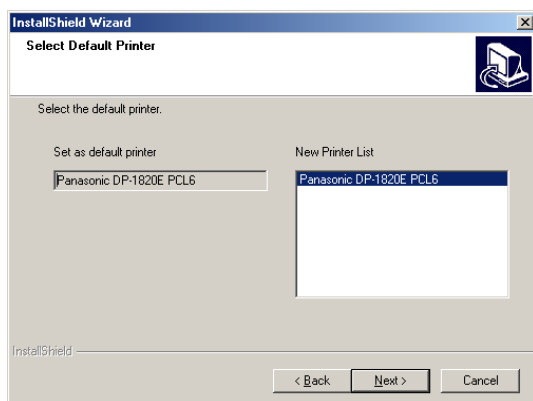 InstallShield Wizard
Select Default Printer
Select the default printer.
Set as default printer
New Printer List
Panasonic DP-1820E PCL6
Panasonic DP-1820E PCL6
InstallShield
< Back
Next >
Cancel